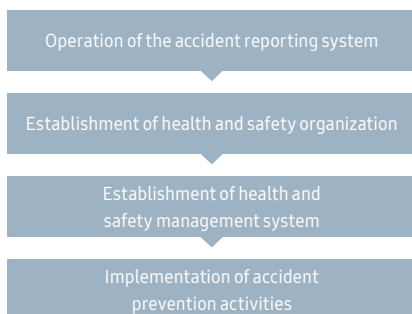 Operation of the accident reporting system
Establishment of health and safety organization
Establishment of health and
safety management system
Implementation of accident
prevention activities